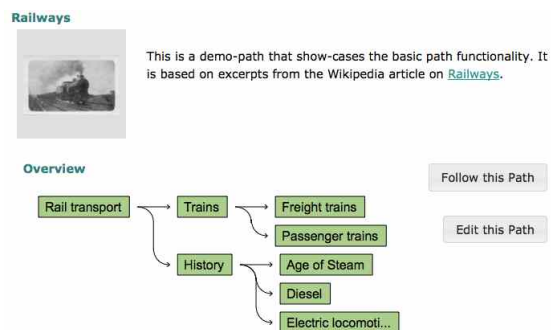 Railways
This is a demo-path that show-cases the basic path functionality. It
is based on excerpts from the Wikipedia article on Railways.
Overview
Follow this Path
Edit this Path
Rail transport
Trains
Freight trains
Passenger trains
History
Age of Steam
Diesel
Electric locomoti...